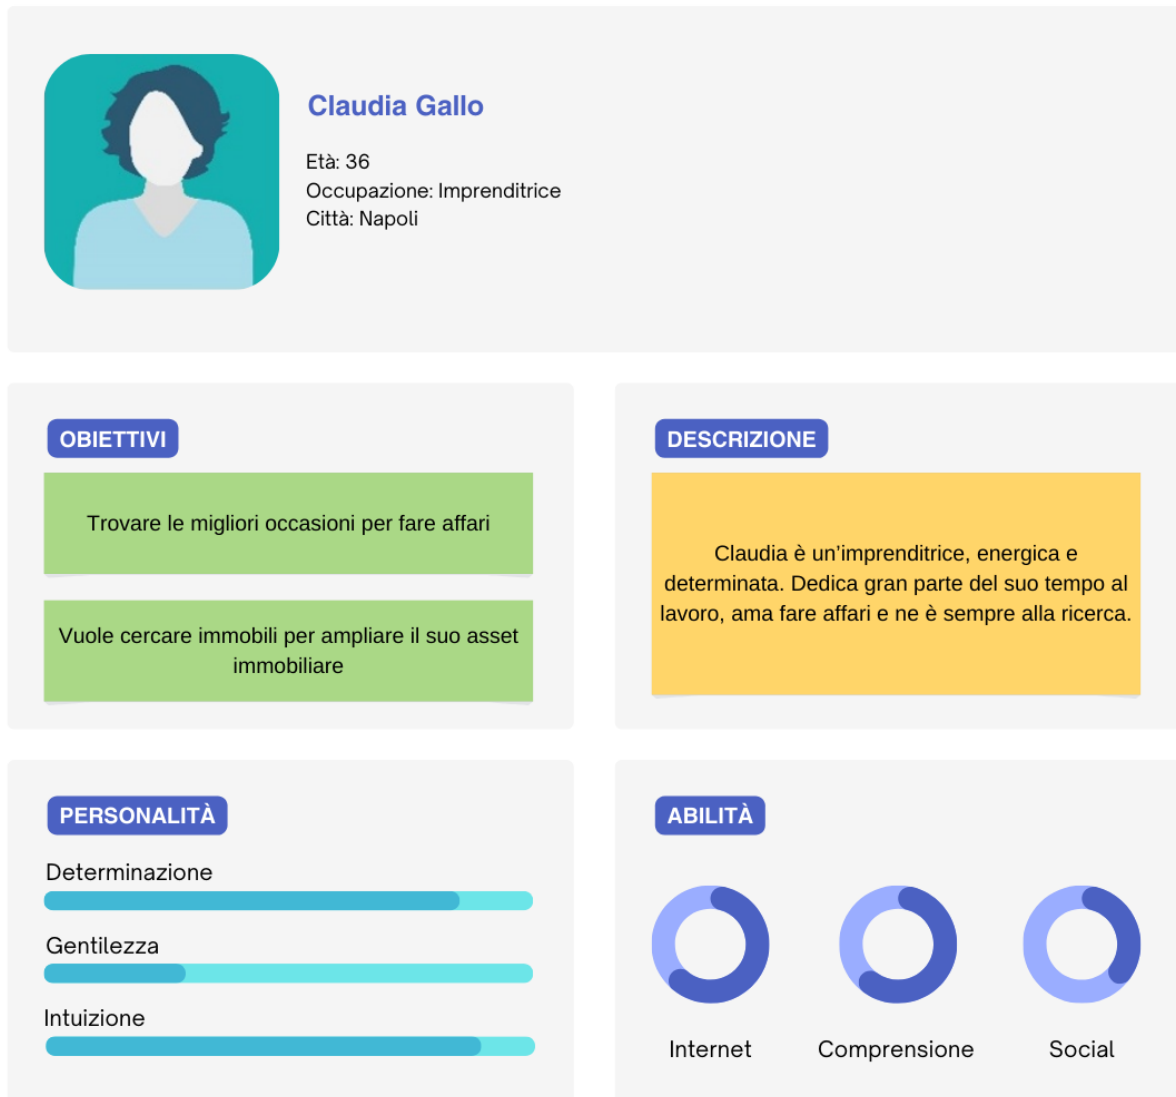 Claudia Gallo
Età: 36
Occupazione: Imprenditrice
Città: Napoli
OBIETTIVI
Trovare le migliori occasioni per fare affari
Vuole cercare immobili per ampliare il suo asset
immobiliare
DESCRIZIONE
Claudia è un’imprenditrice, energica e
determinata. Dedica gran parte del suo tempo al
lavoro, ama fare affari e ne è sempre alla ricerca.
PERSONALITÀ
Determinazione
Gentilezza
Intuizione
ABILITÀ
Internet
Comprensione
Social